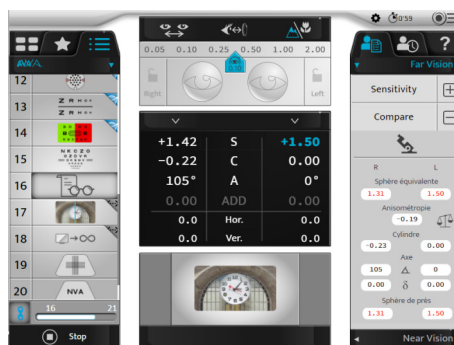 0'59
AVA
12
13
Z R H E K
14
15
N K C Z O
O Z D V K
16
17
18
→∞
19
20 NVA
16 21
Stop
0.05 0.10 0.25 0.50 1.00 2.00
0.10
Right Left
+1.42 S +1.50
−0.22 C 0.00
105° A 0°
0.00 ADD 0.00
0.0 Hor. 0.0
0.0 Ver. 0.0
?
Far Vision
Sensitivity +
Compare −
R L
Sphère équivalente
1.31 1.50
Anisométropie
−0.19
Cylindre
−0.23 0.00
Axe
105 0
0.00 δ 0.00
Sphère de près
1.31 1.50
Near Vision